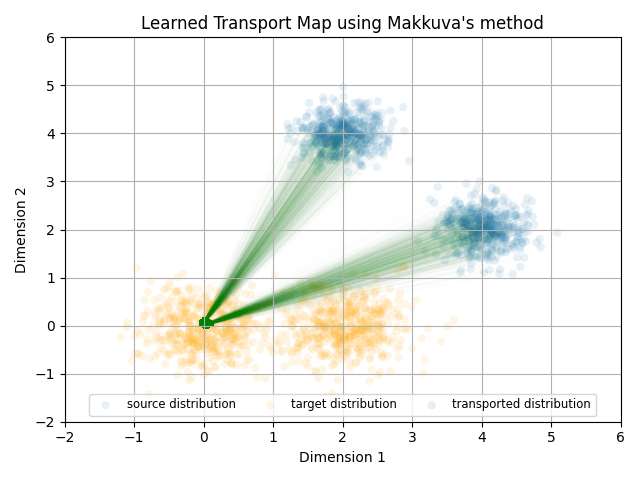 Learned Transport Map using Makkuva's method
6
5
4
3
2
1
0
−1
−2
Dimension 2
source distribution target distribution transported distribution
−2 −1 0 1 2 3 4 5 6
Dimension 1